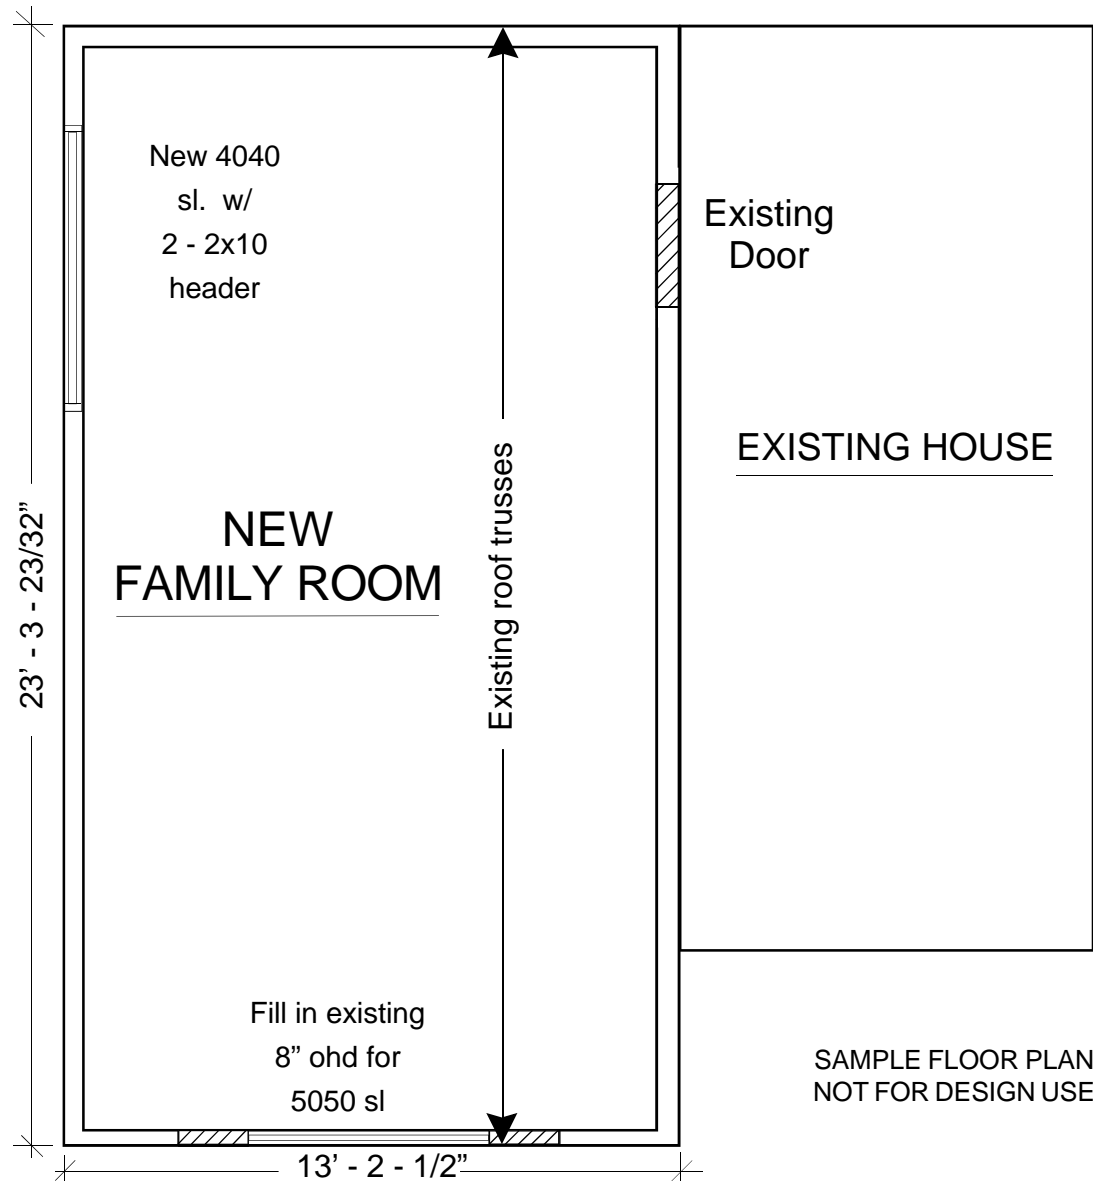 New 4040
sl. w/
2 - 2x10
header
Existing
Door
EXISTING HOUSE
NEW
FAMILY ROOM
Existing roof trusses
23’ - 3 - 23/32”
Fill in existing
8” ohd for
5050 sl
SAMPLE FLOOR PLAN
NOT FOR DESIGN USE
13’ - 2 - 1/2”